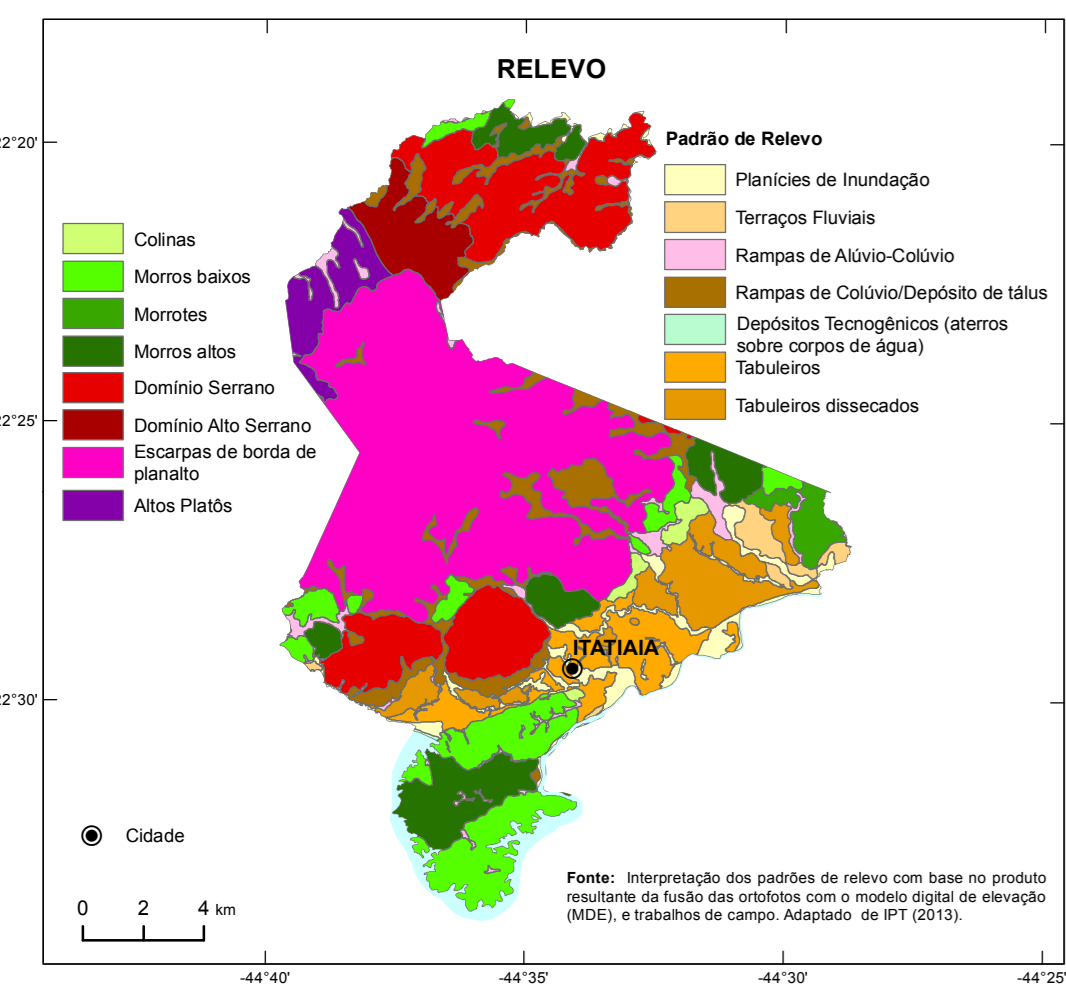 RELEVO
Padrão de Relevo
Planícies de Inundação
Terraços Fluviais
Rampas de Alúvio-Colúvio
Rampas de Colúvio/Depósito de tálus
Depósitos Tecnogênicos (aterros
sobre corpos de água)
Tabuleiros
Tabuleiros dissecados
Colinas
Morros baixos
Morrotes
Morros altos
Domínio Serrano
Domínio Alto Serrano
Escarpas de borda de
planalto
Altos Platôs
22°20'
22°25'
22°30'
ITATIAIA
Cidade
0 2 4 km
Fonte: Interpretação dos padrões de relevo com base no produto
resultante da fusão das ortofotos com o modelo digital de elevação
(MDE), e trabalhos de campo. Adaptado de IPT (2013).
-44°40' -44°35' -44°30' -44°25'